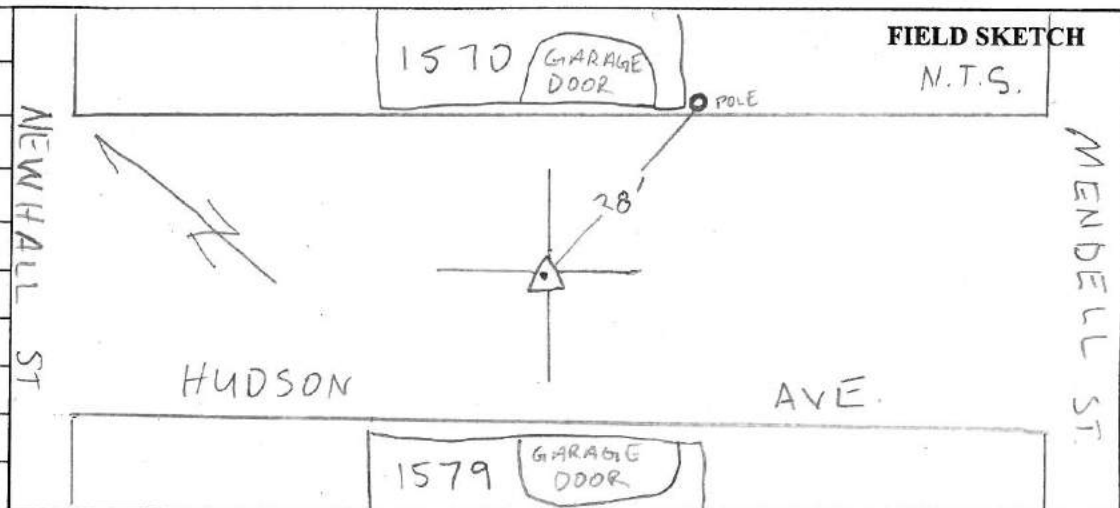 FIELD SKETCH
N.T.S.
1570
GARAGE
DOOR
POLE
NEWHALL ST.
MENDELL ST.
28'
N
HUDSON AVE.
1579
GARAGE
DOOR